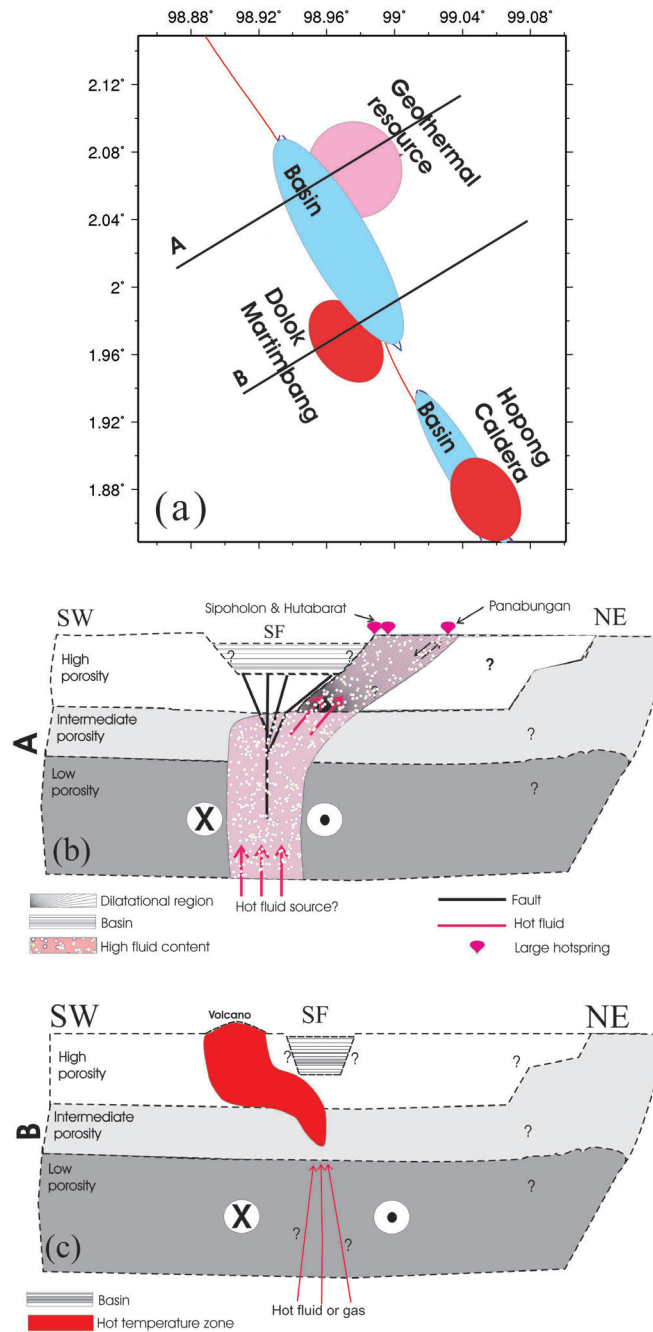 98.88° 98.92° 98.96° 99° 99.04° 99.08°
2.12°
2.08°
2.04°
2°
1.96°
1.92°
1.88°
Geothermal
resource
Basin
A
Dolok
Martimbang
B
Basin
Hopong
Caldera
(a)
Sipoholon & Hutabarat
Panabungan
SW
SF
NE
High
porosity
?
?
?
?
Intermediate
porosity
?
A
Low
porosity
?
X
(b)
Dilatational region
Hot fluid source?
Fault
Basin
Hot fluid
High fluid content
Large hotspring
SW
Volcano
SF
NE
High
porosity
?
?
?
Intermediate
porosity
?
B
Low
porosity
?
X
?
?
(c)
Basin
Hot fluid or gas
Hot temperature zone